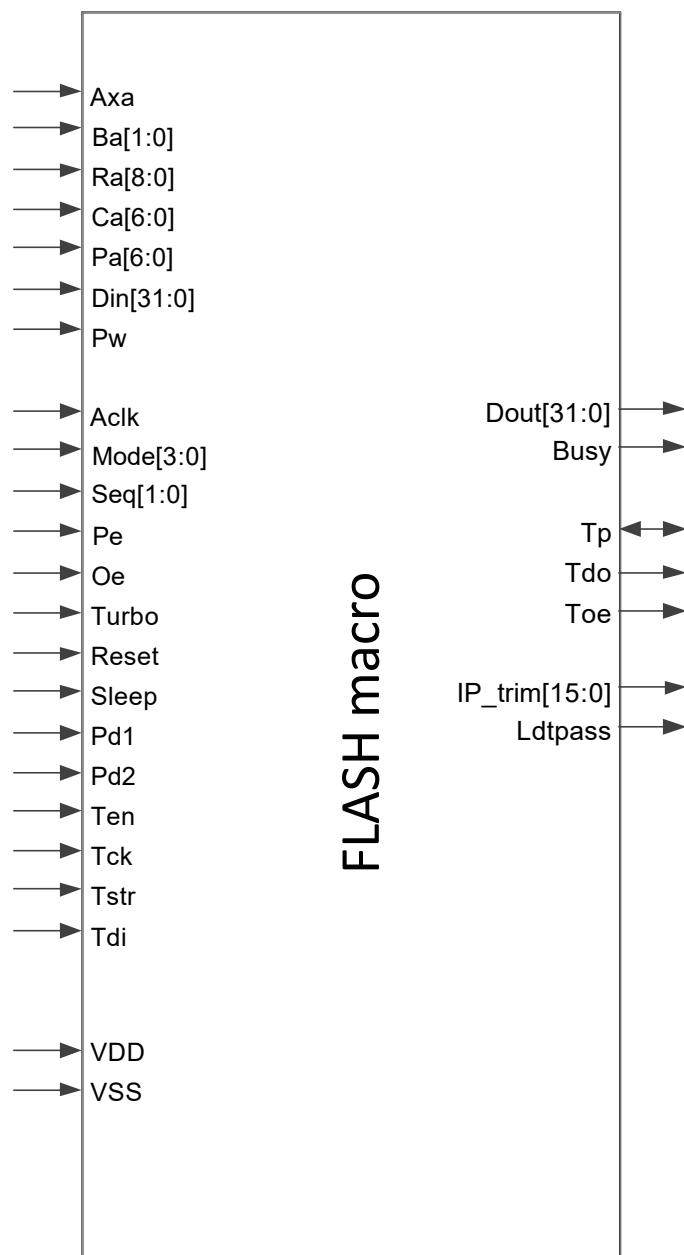 Axa
Ba[1:0]
Ra[8:0]
Ca[6:0]
Pa[6:0]
Din[31:0]
Pw
Aclk
Mode[3:0]
Seq[1:0]
Pe
Oe
Turbo
Reset
Sleep
Pd1
Pd2
Ten
Tck
Tstr
Tdi
VDD
VSS
FLASH macro
Dout[31:0]
Busy
Tp
Tdo
Toe
IP_trim[15:0]
Ldtpass